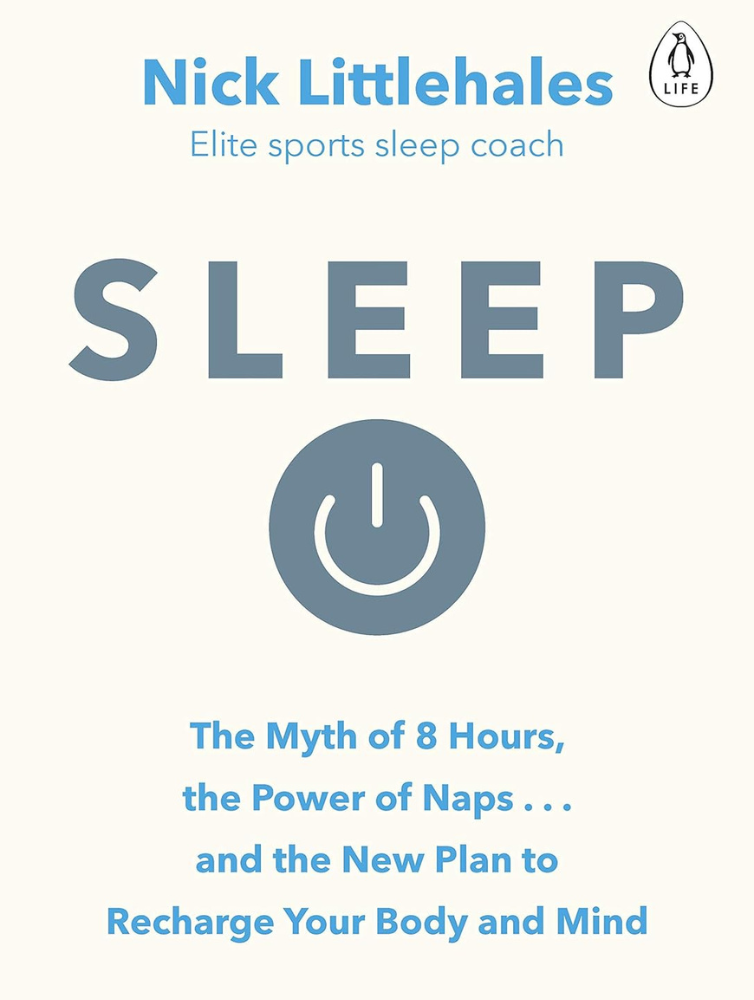 Nick Littlehales
LIFE
Elite sports sleep coach
SLEEP
The Myth of 8 Hours,
the Power of Naps . . .
and the New Plan to
Recharge Your Body and Mind